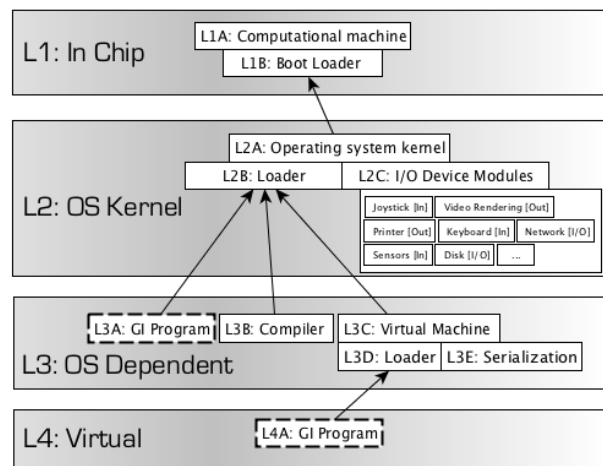 L1: In Chip
L1A: Computational machine
L1B: Boot Loader
L2: OS Kernel
L2A: Operating system kernel
L2B: Loader
L2C: I/O Device Modules
Joystick [In]
Video Rendering [Out]
Printer [Out]
Keyboard [In]
Network [I/O]
Sensors [In]
Disk [I/O]
...
L3: OS Dependent
L3A: GI Program
L3B: Compiler
L3C: Virtual Machine
L3D: Loader
L3E: Serialization
L4: Virtual
L4A: GI Program